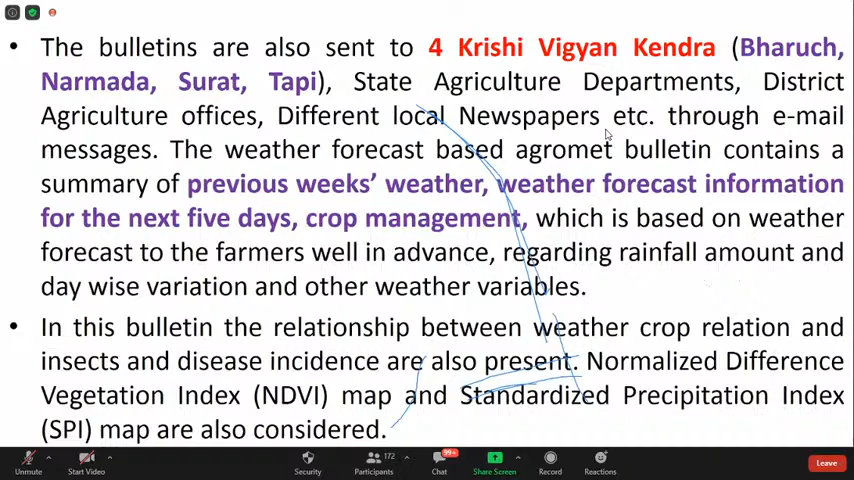 • The bulletins are also sent to 4 Krishi Vigyan Kendra (Bharuch,
Narmada, Surat, Tapi), State Agriculture Departments, District
Agriculture offices, Different local Newspapers etc. through e-mail
messages. The weather forecast based agromet bulletin contains a
summary of previous weeks’ weather, weather forecast information
for the next five days, crop management, which is based on weather
forecast to the farmers well in advance, regarding rainfall amount and
day wise variation and other weather variables.
• In this bulletin the relationship between weather crop relation and
insects and disease incidence are also present. Normalized Difference
Vegetation Index (NDVI) map and Standardized Precipitation Index
(SPI) map are also considered.
Unmute Start Video Security Participants 172 Chat 99+ Share Screen Record Reactions Leave